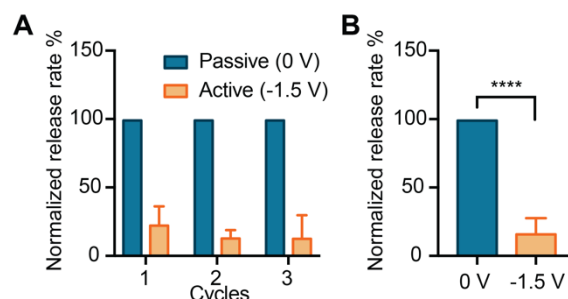 A
Normalized release rate %
150
100
50
0
Passive (0 V)
Active (-1.5 V)
1 2 3
Cycles
B
Normalized release rate %
150
100
50
0
****
0 V -1.5 V